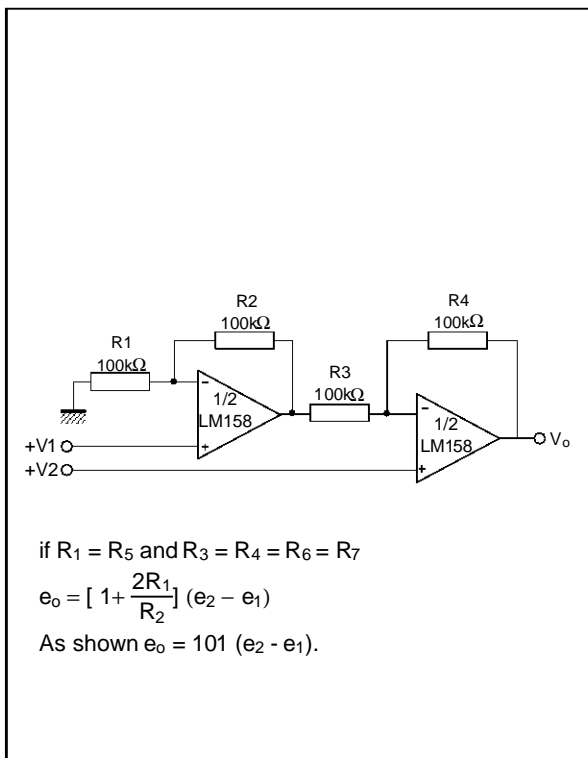 R2
100kΩ
R4
100kΩ
R1
100kΩ
R3
100kΩ
1/2
LM158
1/2
LM158
+V1
+V2
Vo
if R1 = R5 and R3 = R4 = R6 = R7
eo = [ 1+ 2R1/R2 ] (e2 − e1)
As shown eo = 101 (e2 - e1).